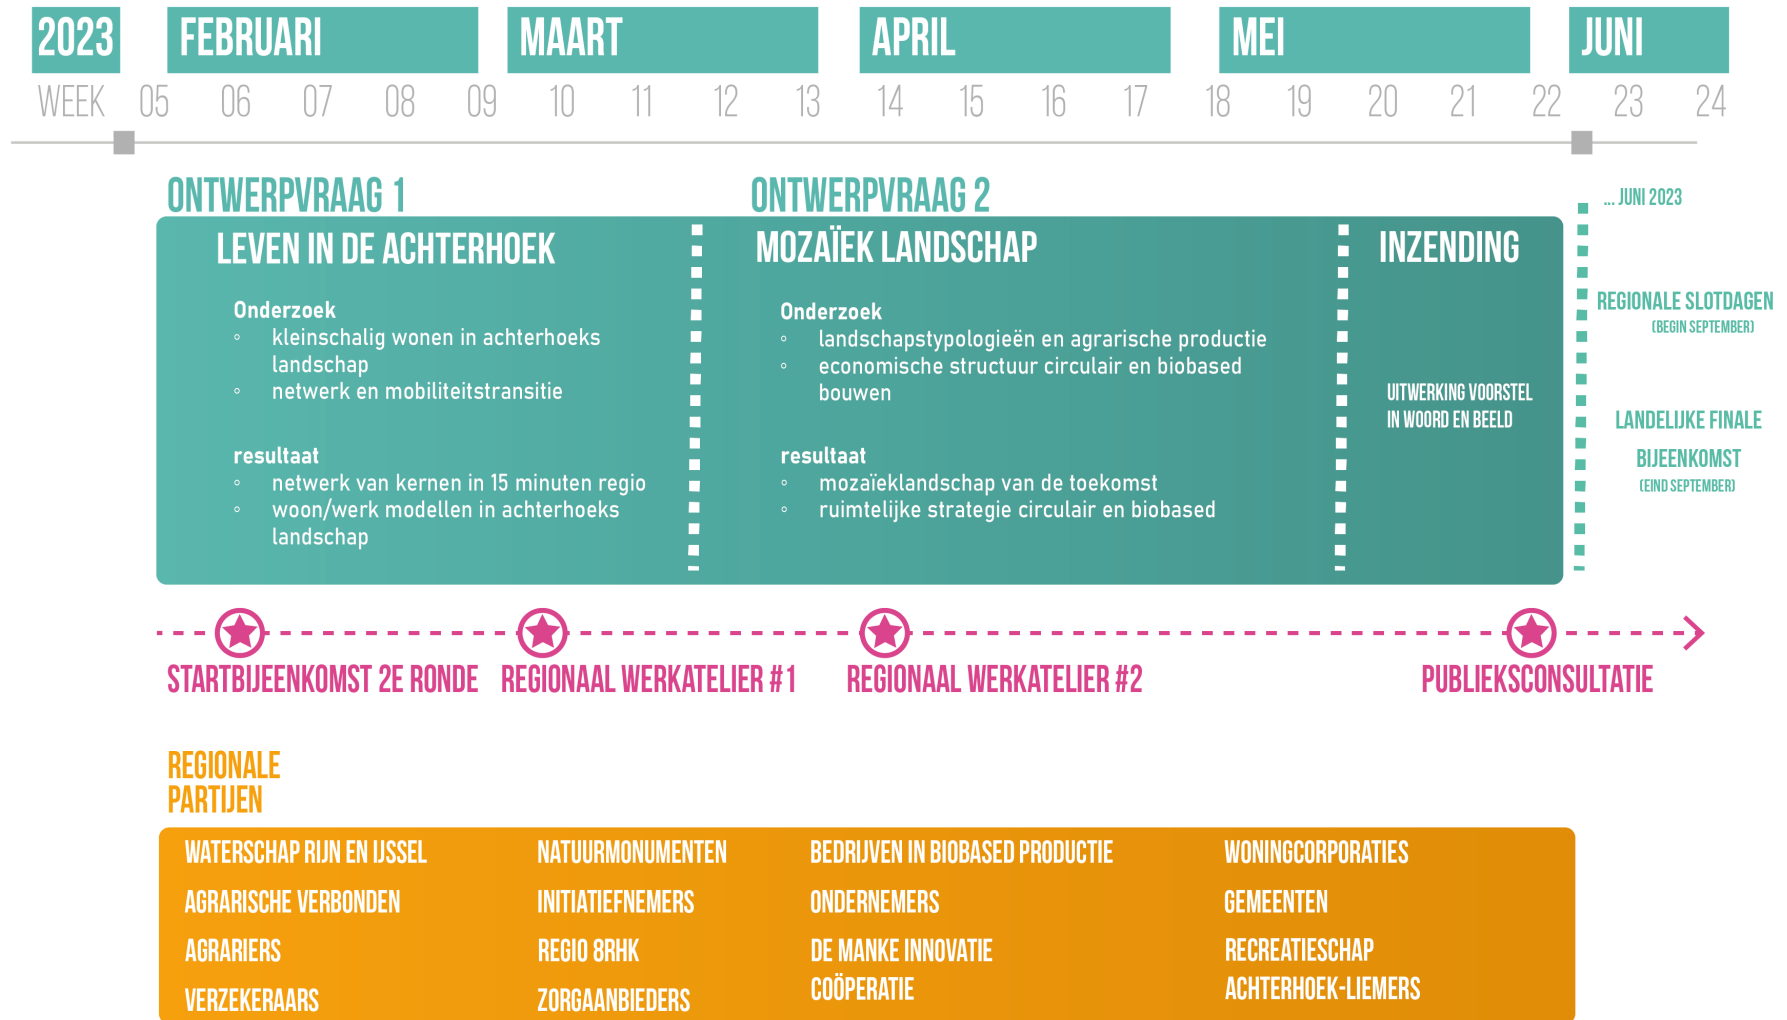 2023 FEBRUARI MAART APRIL MEI JUNI
WEEK 05 06 07 08 09 10 11 12 13 14 15 16 17 18 19 20 21 22 23 24
ONTWERPVRAAG 1
LEVEN IN DE ACHTERHOEK
Onderzoek
◦ kleinschalig wonen in achterhoeks
landschap
◦ netwerk en mobiliteitstransitie
resultaat
◦ netwerk van kernen in 15 minuten regio
◦ woon/werk modellen in achterhoeks
landschap
ONTWERPVRAAG 2
MOZAÏEK LANDSCHAP
Onderzoek
◦ landschapstypologieën en agrarische productie
◦ economische structuur circulair en biobased
bouwen
resultaat
◦ mozaïeklandschap van de toekomst
◦ ruimtelijke strategie circulair en biobased
INZENDING
UITWERKING VOORSTEL
IN WOORD EN BEELD
... JUNI 2023
REGIONALE SLOTDAGEN
(BEGIN SEPTEMBER)
LANDELIJKE FINALE
BIJEENKOMST
(EIND SEPTEMBER)
STARTBIJEENKOMST 2E RONDE
REGIONAAL WERKATELIER #1
REGIONAAL WERKATELIER #2
PUBLIEKSCONSULTATIE
REGIONALE
PARTIJEN
WATERSCHAP RIJN EN IJSSEL
AGRARISCHE VERBONDEN
AGRARIERS
VERZEKERAARS
NATUURMONUMENTEN
INITIATIEFNEMERS
REGIO 8RHK
ZORGAANBIEDERS
BEDRIJVEN IN BIOBASED PRODUCTIE
ONDERNEMERS
DE MANKE INNOVATIE
COÖPERATIE
WONINGCORPORATIES
GEMEENTEN
RECREATIESCHAP
ACHTERHOEK-LIEMERS